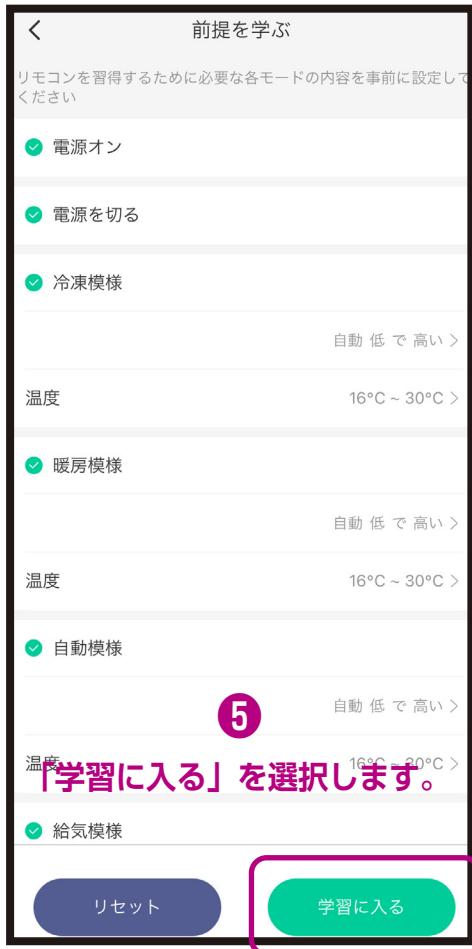 前提を学ぶ
リモコンを習得するために必要な各モードの内容を事前に設定して
ください
電源オン
電源を切る
冷凍模様
自動 低 で 高い
温度 16°C ~ 30°C
暖房模様
自動 低 で 高い
温度 16°C ~ 30°C
自動模様
自動 低 で 高い
5
温度 16°C ~ 30°C
「学習に入る」を選択します。
給気模様
リセット 学習に入る